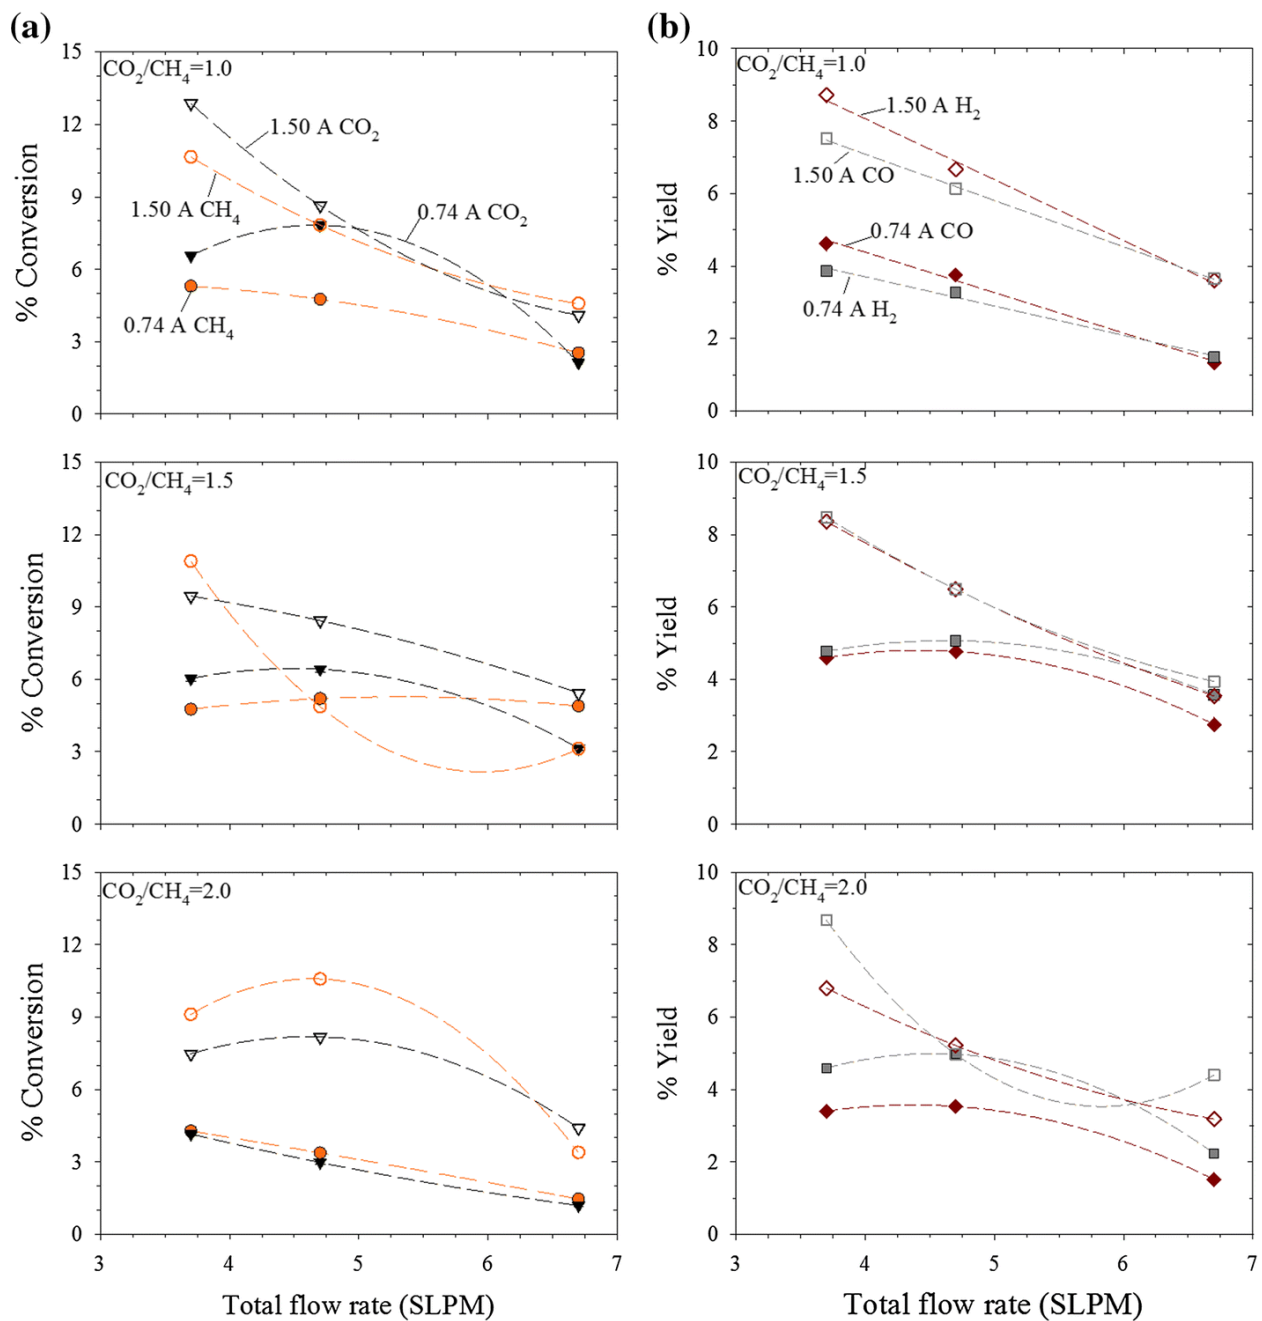 (a)
15
12
9
6
3
0
% Conversion
CO₂/CH₄=1.0
1.50 A CO₂
1.50 A CH₄
0.74 A CO₂
0.74 A CH₄
(b)
10
8
6
4
2
0
% Yield
CO₂/CH₄=1.0
1.50 A H₂
1.50 A CO
0.74 A CO
0.74 A H₂
15
12
9
6
3
0
% Conversion
CO₂/CH₄=1.5
10
8
6
4
2
0
% Yield
CO₂/CH₄=1.5
15
12
9
6
3
0
% Conversion
CO₂/CH₄=2.0
3 4 5 6 7
Total flow rate (SLPM)
10
8
6
4
2
0
% Yield
CO₂/CH₄=2.0
3 4 5 6 7
Total flow rate (SLPM)